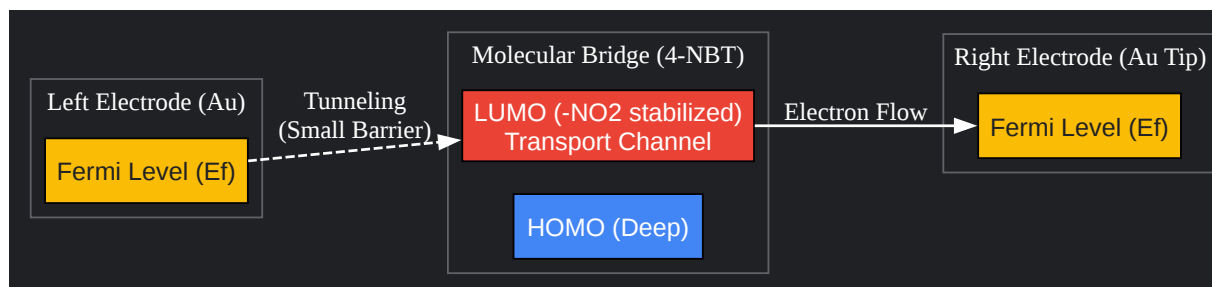 Left Electrode (Au)
Fermi Level (Ef)
Tunneling
(Small Barrier)
Molecular Bridge (4-NBT)
LUMO (-NO2 stabilized)
Transport Channel
HOMO (Deep)
Electron Flow
Right Electrode (Au Tip)
Fermi Level (Ef)